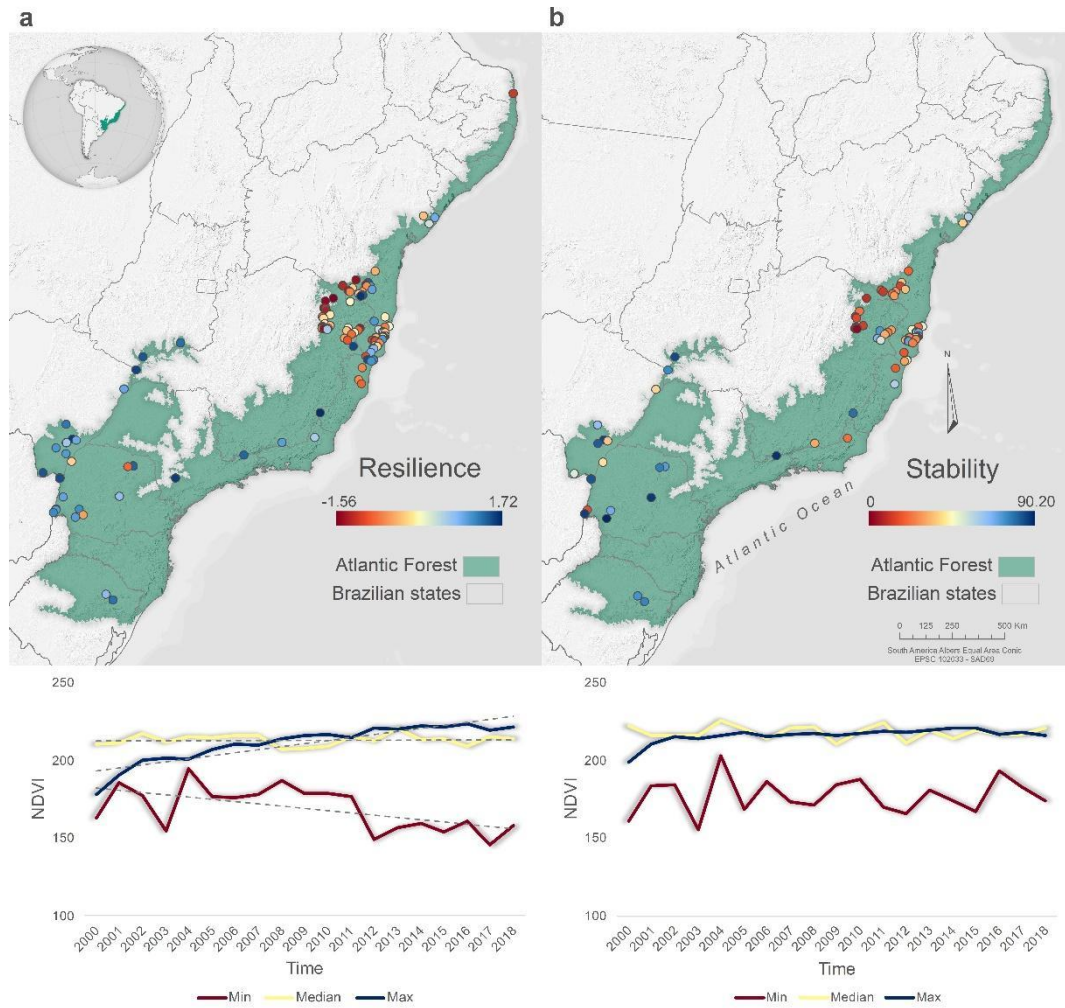 a
b
N
Resilience
-1.56
1.72
Atlantic Forest
Brazilian states
Atlantic Ocean
Stability
0
90.20
Atlantic Forest
Brazilian states
0 125 250 500 Km
South America Albers Equal Area Conic
EPSC 102033 - SAD69
250
200
150
100
NDVI
2000 2001 2002 2003 2004 2005 2006 2007 2008 2009 2010 2011 2012 2013 2014 2015 2016 2017 2018
Time
Min Median Max
250
200
150
100
NDVI
2000 2001 2002 2003 2004 2005 2006 2007 2008 2009 2010 2011 2012 2013 2014 2015 2016 2017 2018
Time
Min Median Max